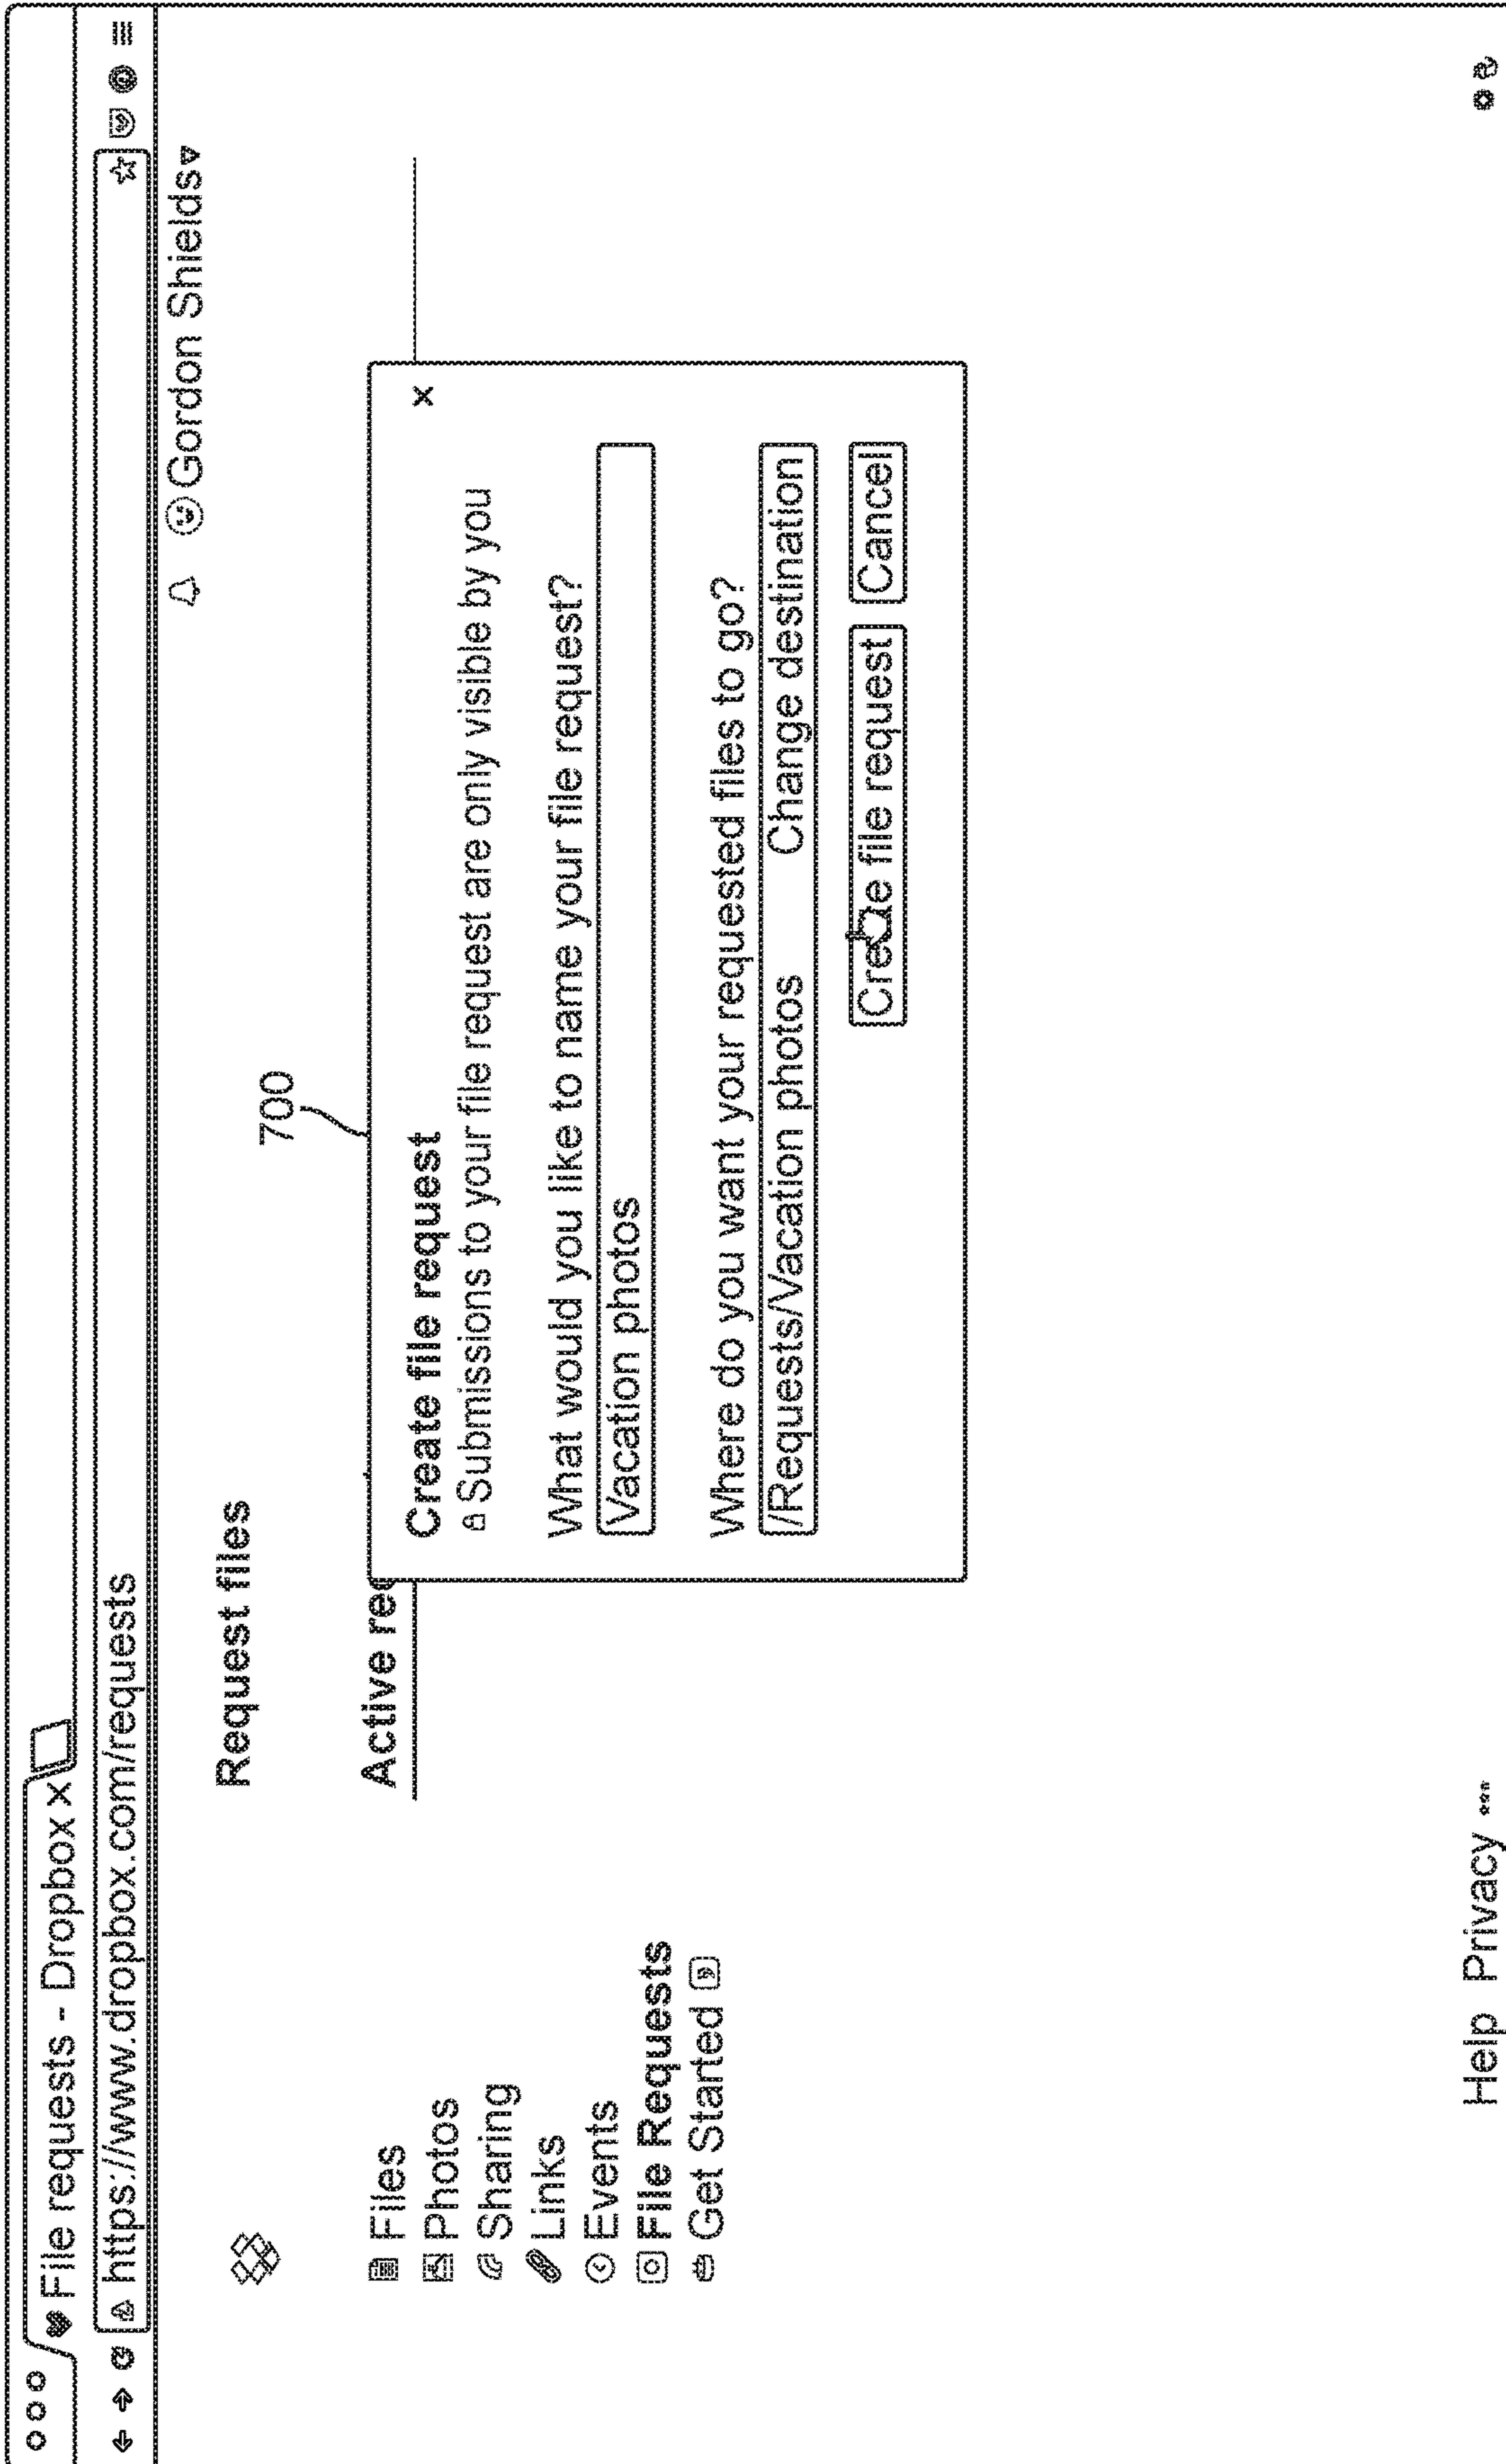 File requests - Dropbox x
https://www.dropbox.com/requests
Gordon Shields
Request files
700
Active req
Files
Photos
Sharing
Links
Events
File Requests
Get Started
Create file request
x
Submissions to your file request are only visible by you
What would you like to name your file request?
Vacation photos
Where do you want your requested files to go?
/Requests/Vacation photos Change destination
Create file request Cancel
Help Privacy •••